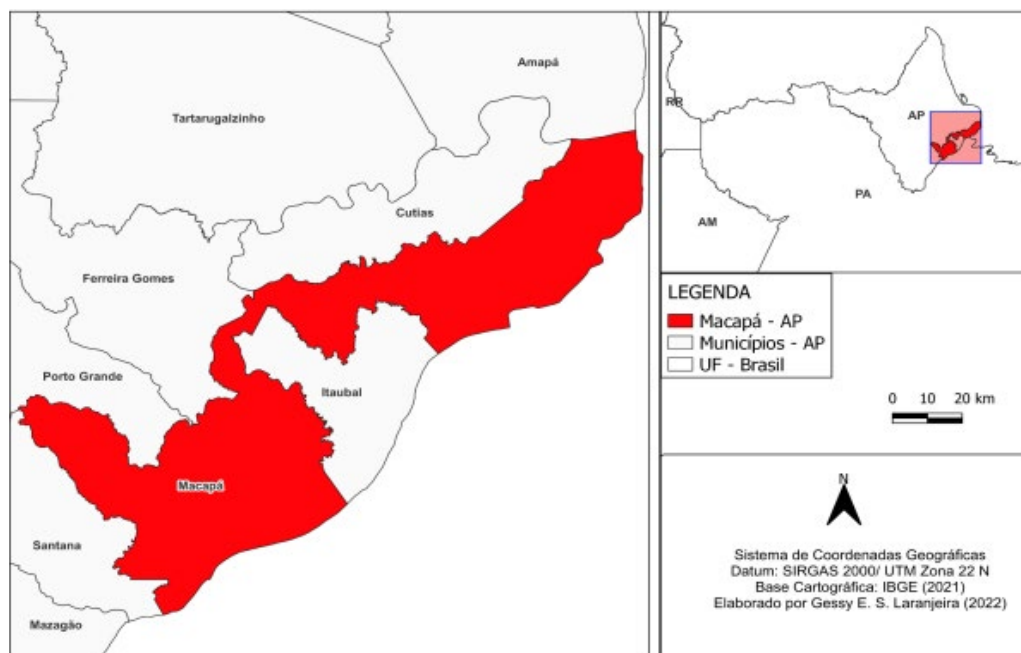 Amapá
Tartarugalzinho
Cutias
Ferreira Gomes
Porto Grande
Itaubal
Macapá
Santana
Mazagão
RR
AP
PA
AM
LEGENDA
Macapá - AP
Municípios - AP
UF - Brasil
0 10 20 km
N
Sistema de Coordenadas Geográficas
Datum: SIRGAS 2000/ UTM Zona 22 N
Base Cartográfica: IBGE (2021)
Elaborado por Gessy E. S. Laranjeira (2022)